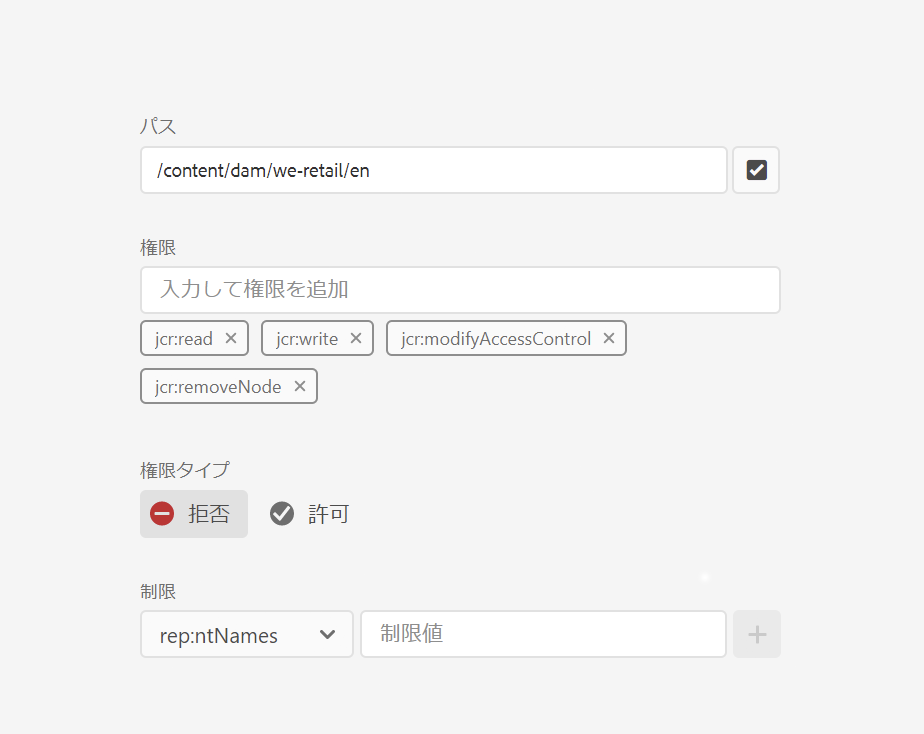 パス
/content/dam/we-retail/en
権限
入力して権限を追加
jcr:read × jcr:write × jcr:modifyAccessControl ×
jcr:removeNode ×
権限タイプ
拒否 許可
制限
rep:ntNames 制限値 +